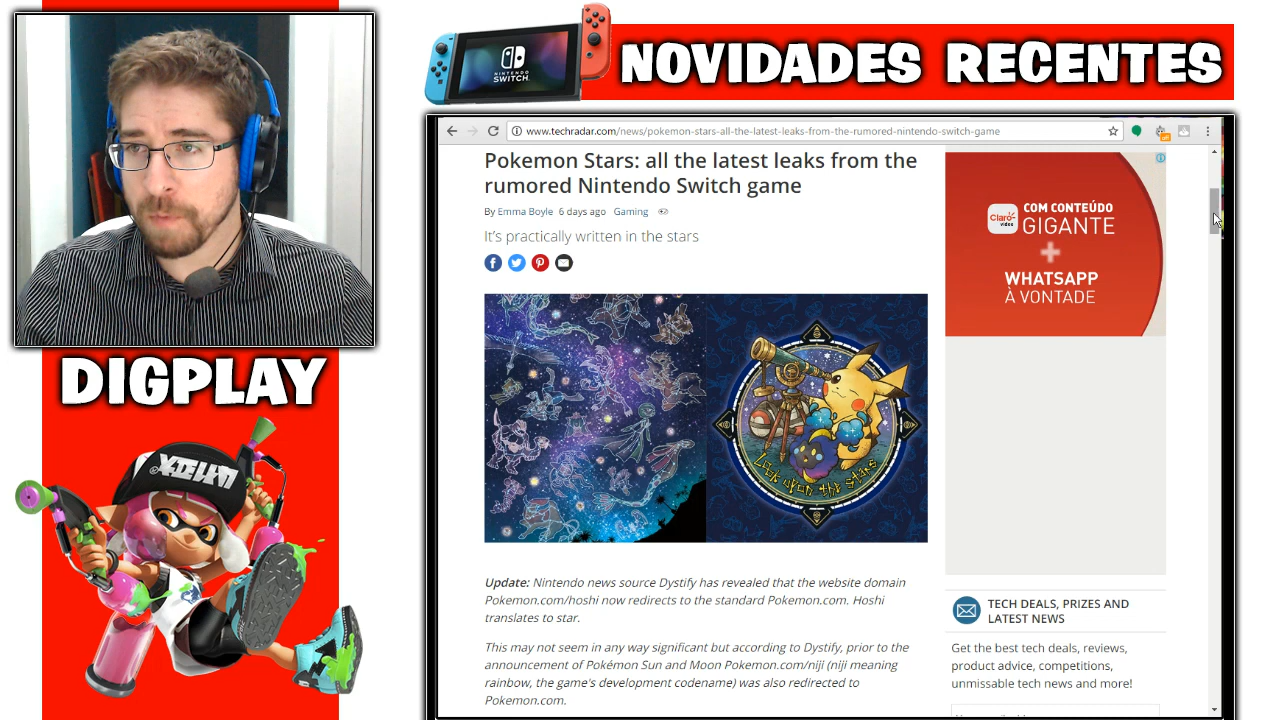 NOVIDADES RECENTES
NINTENDO
SWITCH
DIGPLAY
www.techradar.com/news/pokemon-stars-all-the-latest-leaks-from-the-rumored-nintendo-switch-game
Pokemon Stars: all the latest leaks from the
rumored Nintendo Switch game
By Emma Boyle 6 days ago Gaming
It's practically written in the stars
Look upon the stars
Update: Nintendo news source Dystify has revealed that the website domain
Pokemon.com/hoshi now redirects to the standard Pokemon.com. Hoshi
translates to star.
This may not seem in any way significant but according to Dystify, prior to the
announcement of Pokémon Sun and Moon Pokemon.com/niji (niji meaning
rainbow, the game's development codename) was also redirected to
Pokemon.com.
Claro
video
COM CONTEÚDO
GIGANTE
+
WHATSAPP
À VONTADE
TECH DEALS, PRIZES AND
LATEST NEWS
Get the best tech deals, reviews,
product advice, competitions,
unmissable tech news and more!
off